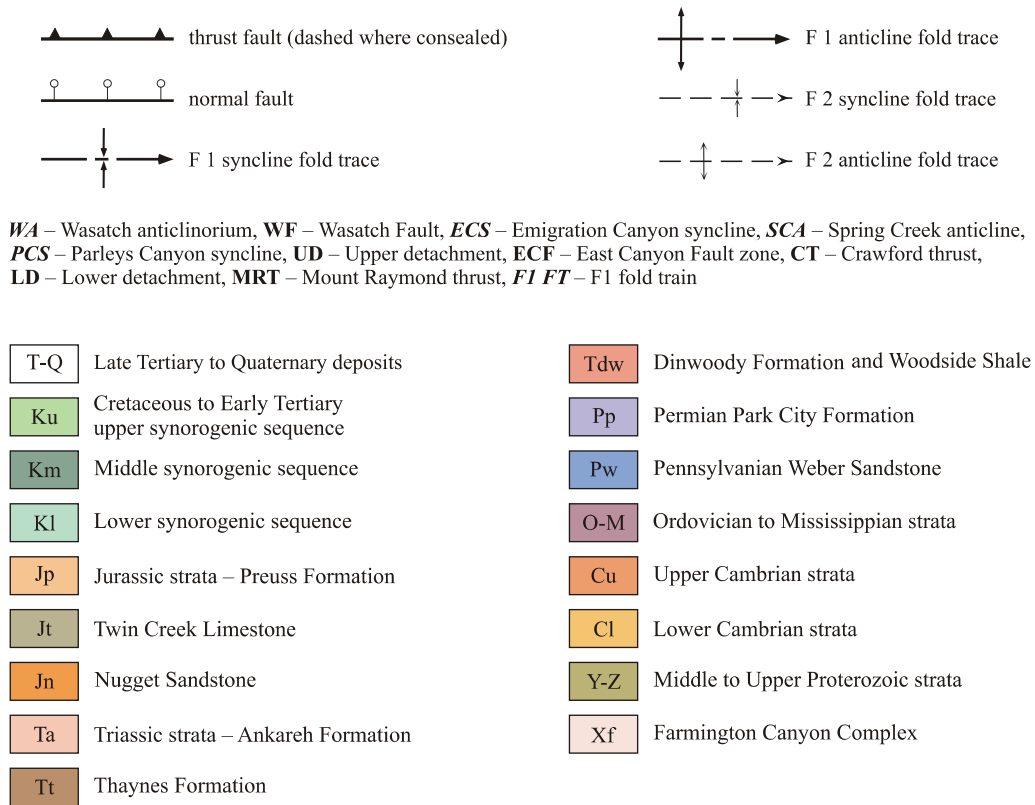 thrust fault (dashed where consealed)
normal fault
F 1 syncline fold trace
F 1 anticline fold trace
F 2 syncline fold trace
F 2 anticline fold trace
WA – Wasatch anticlinorium, WF – Wasatch Fault, ECS – Emigration Canyon syncline, SCA – Spring Creek anticline,
PCS – Parleys Canyon syncline, UD – Upper detachment, ECF – East Canyon Fault zone, CT – Crawford thrust,
LD – Lower detachment, MRT – Mount Raymond thrust, F1 FT – F1 fold train
T-Q Late Tertiary to Quaternary deposits
Ku Cretaceous to Early Tertiary
upper synorogenic sequence
Km Middle synorogenic sequence
Kl Lower synorogenic sequence
Jp Jurassic strata – Preuss Formation
Jt Twin Creek Limestone
Jn Nugget Sandstone
Ta Triassic strata – Ankareh Formation
Tt Thaynes Formation
Tdw Dinwoody Formation and Woodside Shale
Pp Permian Park City Formation
Pw Pennsylvanian Weber Sandstone
O-M Ordovician to Mississippian strata
Cu Upper Cambrian strata
Cl Lower Cambrian strata
Y-Z Middle to Upper Proterozoic strata
Xf Farmington Canyon Complex